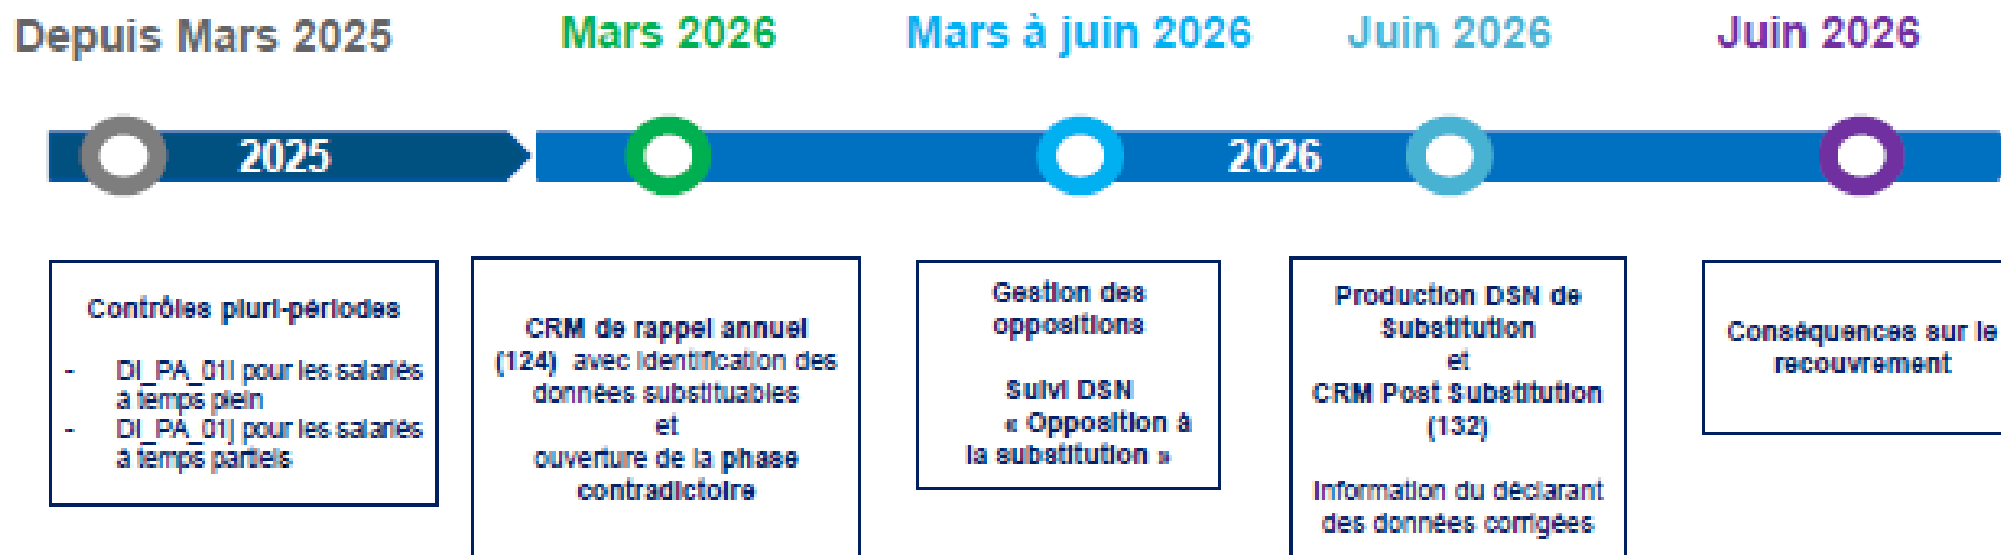 Depuis Mars 2025
Mars 2026
Mars à juin 2026
Juin 2026
Juin 2026
2025
2026
Contrôles pluri-périodes
- DI_PA_01i pour les salariés
à temps plein
- DI_PA_01j pour les salariés
à temps partiels
CRM de rappel annuel
(124) avec identification des
données substituables
et
ouverture de la phase
contradictoire
Gestion des
oppositions
Suivi DSN
« Opposition à
la substitution »
Production DSN de
Substitution
et
CRM Post Substitution
(132)
Information du déclarant
des données corrigées
Conséquences sur le
recouvrement